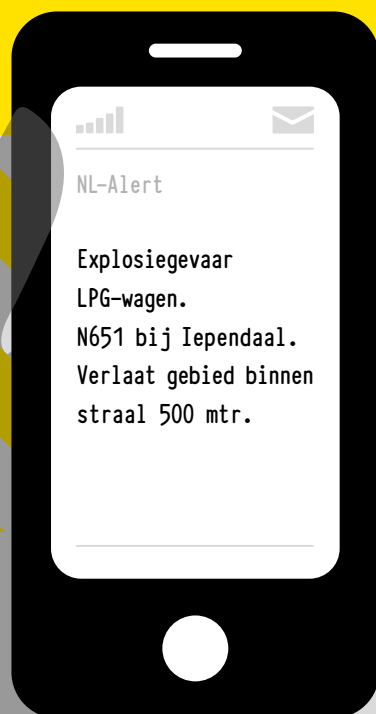 NL-Alert
Explosiegevaar
LPG-wagen.
N651 bij Iependaal.
Verlaat gebied binnen
straal 500 mtr.